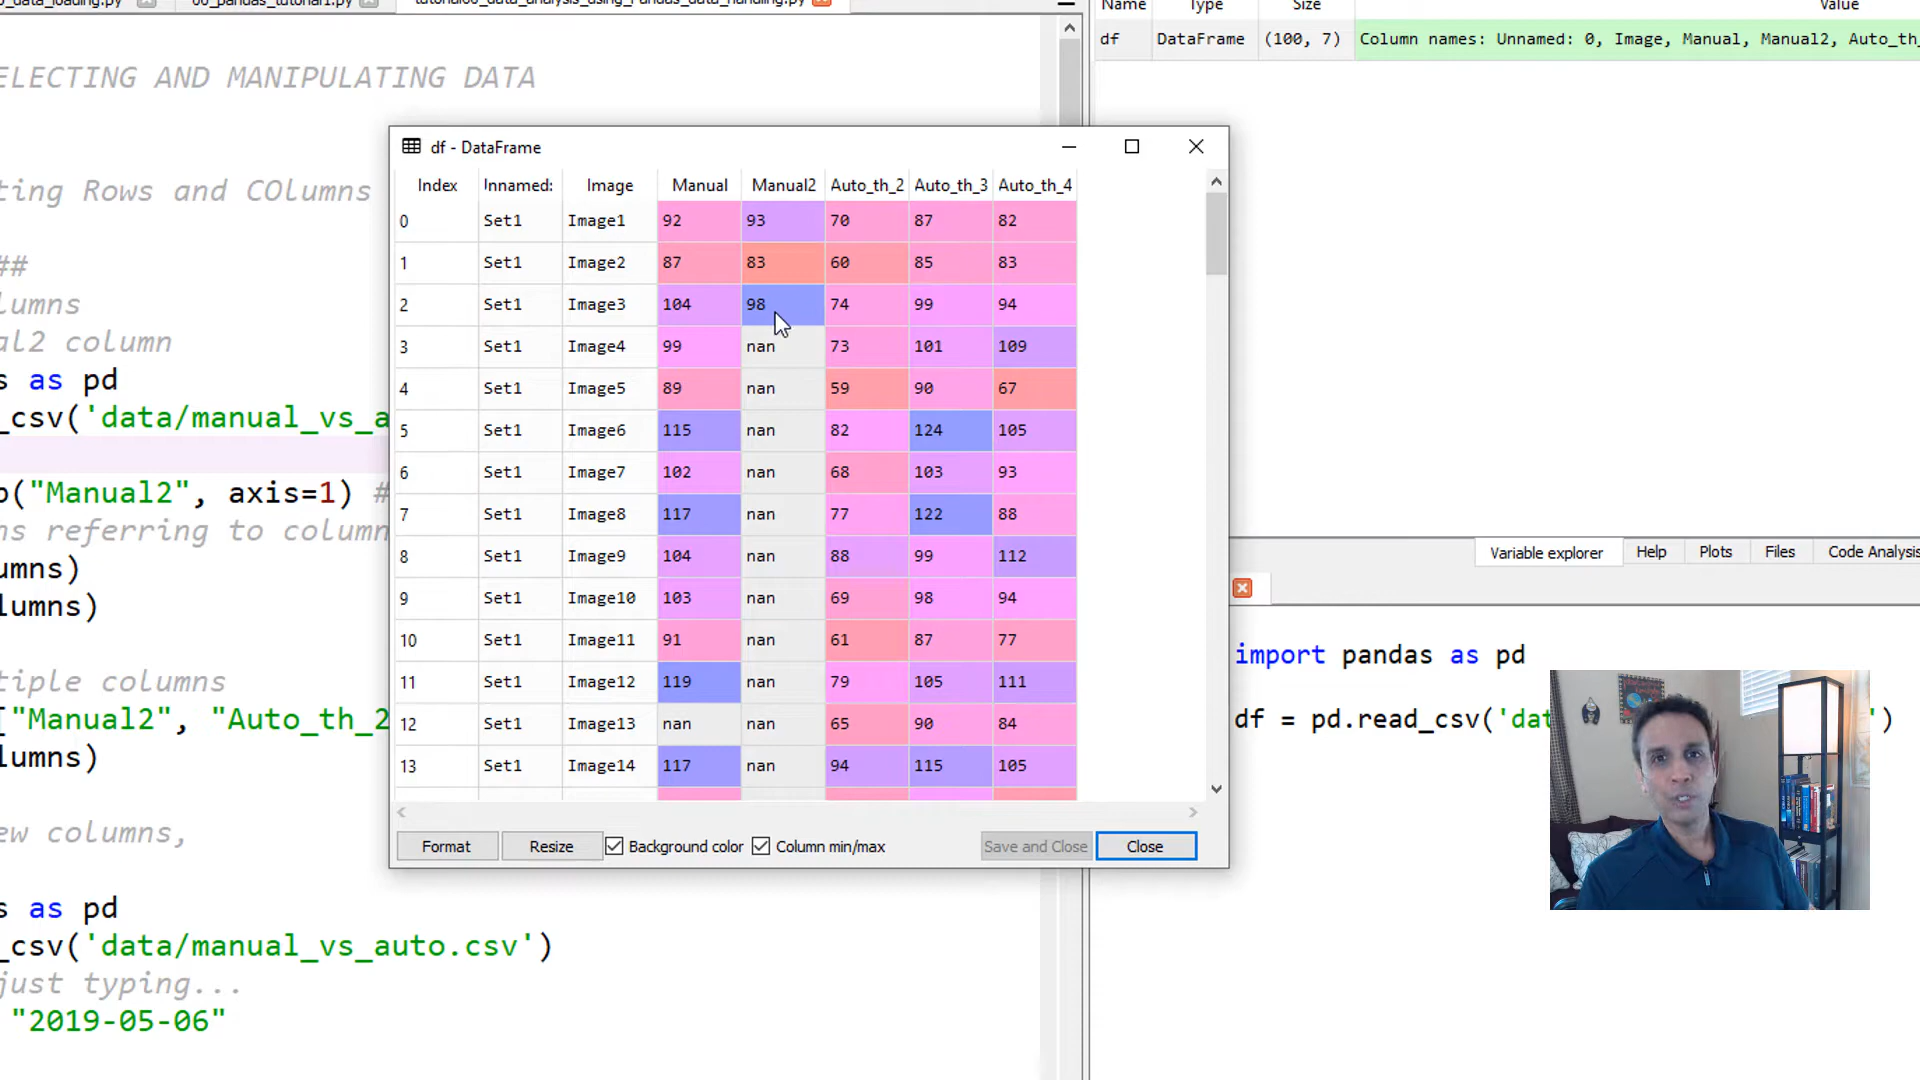 _data_loading.py
00_pandas_tutorial1.py
tutorial06_data_analysis_using_Pandas_data_handling.py
ELECTING AND MANIPULATING DATA
ting Rows and COlumns
##
lumns
al2 column
s as pd
_csv('data/manual_vs_a
("Manual2", axis=1) #
ns referring to column
umns)
lumns)
tiple columns
["Manual2", "Auto_th_2
lumns)
ew columns,
s as pd
_csv('data/manual_vs_auto.csv')
just typing...
"2019-05-06"
df - DataFrame
Index Innamed: Image Manual Manual2 Auto_th_2 Auto_th_3 Auto_th_4
0 Set1 Image1 92 93 70 87 82
1 Set1 Image2 87 83 60 85 83
2 Set1 Image3 104 98 74 99 94
3 Set1 Image4 99 nan 73 101 109
4 Set1 Image5 89 nan 59 90 67
5 Set1 Image6 115 nan 82 124 105
6 Set1 Image7 102 nan 68 103 93
7 Set1 Image8 117 nan 77 122 88
8 Set1 Image9 104 nan 88 99 112
9 Set1 Image10 103 nan 69 98 94
10 Set1 Image11 91 nan 61 87 77
11 Set1 Image12 119 nan 79 105 111
12 Set1 Image13 nan nan 65 90 84
13 Set1 Image14 117 nan 94 115 105
Format Resize Background color Column min/max Save and Close Close
Name Type Size Value
df DataFrame (100, 7) Column names: Unnamed: 0, Image, Manual, Manual2, Auto_th_
Variable explorer Help Plots Files Code Analysis
import pandas as pd
df = pd.read_csv('dat ')